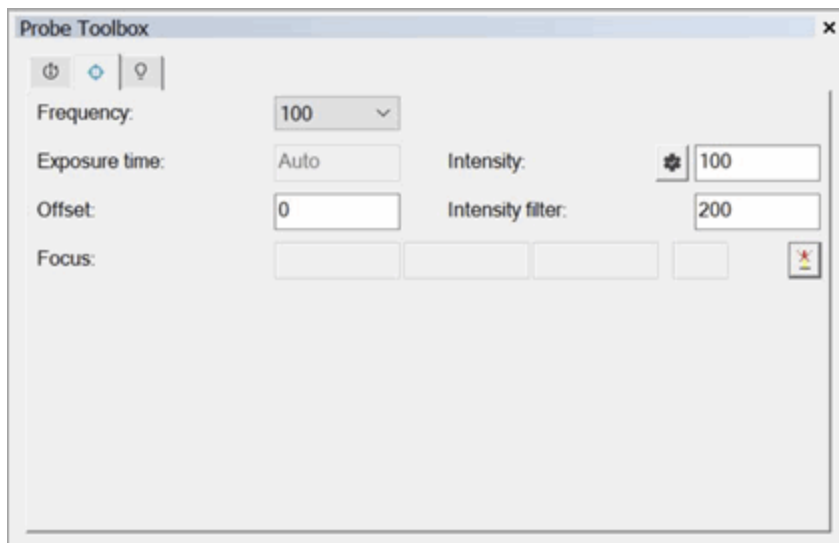 Probe Toolbox
Frequency: 100
Exposure time: Auto Intensity: 100
Offset: 0 Intensity filter: 200
Focus: